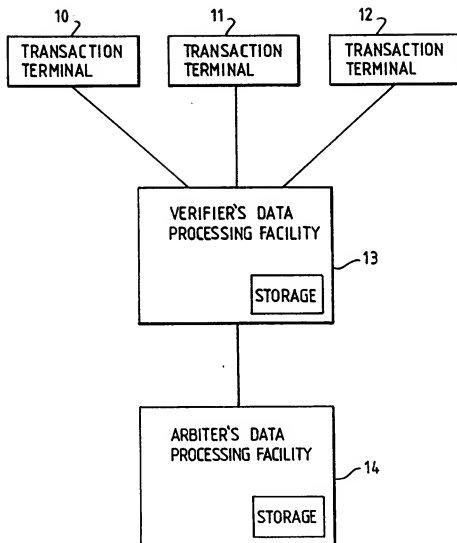 10 11 12
TRANSACTION TERMINAL
TRANSACTION TERMINAL
TRANSACTION TERMINAL
VERIFIER'S DATA
PROCESSING FACILITY
13
STORAGE
ARBITER'S DATA
PROCESSING FACILITY
14
STORAGE